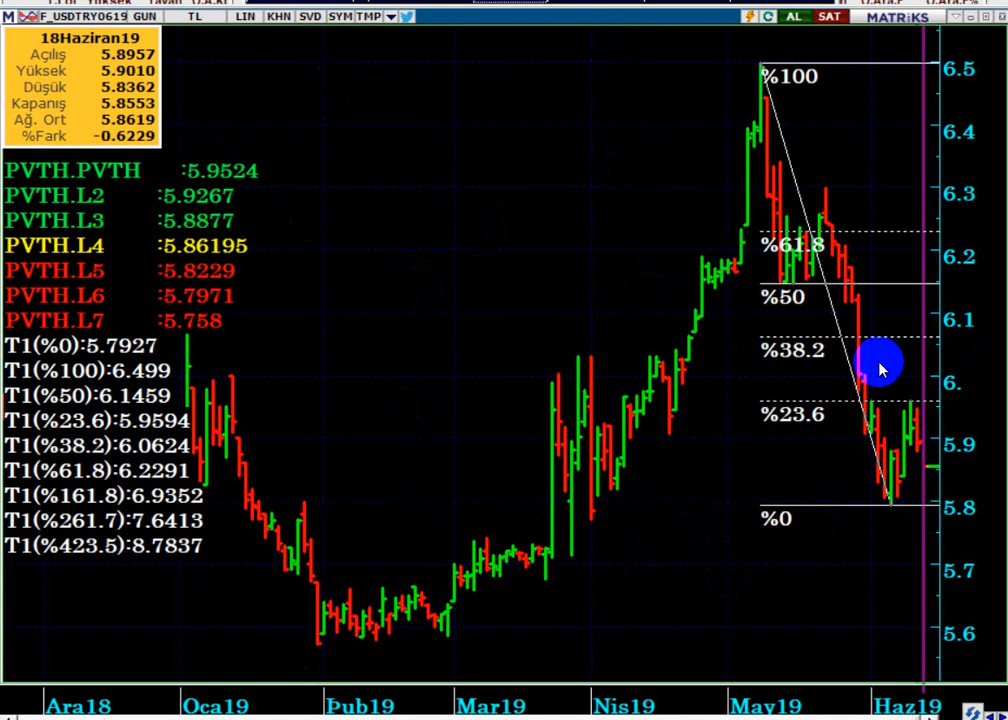 M F_USDTRY0619 GUN TL LIN KHN SVD SYM TMP AL SAT MATRiKS
18Haziran19
Açılış 5.8957
Yüksek 5.9010
Düşük 5.8362
Kapanış 5.8553
Ağ. Ort 5.8619
%Fark -0.6229
PVTH.PVTH :5.9524
PVTH.L2 :5.9267
PVTH.L3 :5.8877
PVTH.L4 :5.86195
PVTH.L5 :5.8229
PVTH.L6 :5.7971
PVTH.L7 :5.758
T1(%0):5.7927
T1(%100):6.499
T1(%50):6.1459
T1(%23.6):5.9594
T1(%38.2):6.0624
T1(%61.8):6.2291
T1(%161.8):6.9352
T1(%261.7):7.6413
T1(%423.5):8.7837
%100
%61.8
%50
%38.2
%23.6
%0
6.5
6.4
6.3
6.2
6.1
6.
5.9
5.8
5.7
5.6
Ara18 Oca19 Pub19 Mar19 Nis19 May19 Haz19